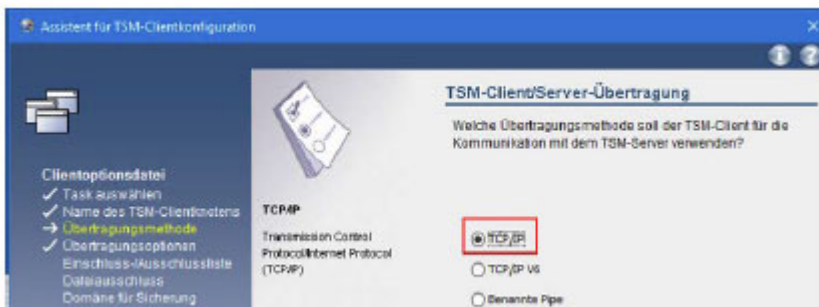 Assistent für TSM-Clientkonfiguration
Clientoptionsdatei
Task auswählen
Name des TSM-Clientknotens
Übertragungsmethode
Übertragungsoptionen
Einschluss-/Ausschlussliste
Dateiausschluss
Domäne für Sicherung
TCP/IP
Transmission Control
Protocol/Internet Protocol
(TCP/IP)
TSM-Client/Server-Übertragung
Welche Übertragungsmethode soll der TSM-Client für die
Kommunikation mit dem TSM-Server verwenden?
TCP/IP
TCP/IP V6
Benannte Pipe